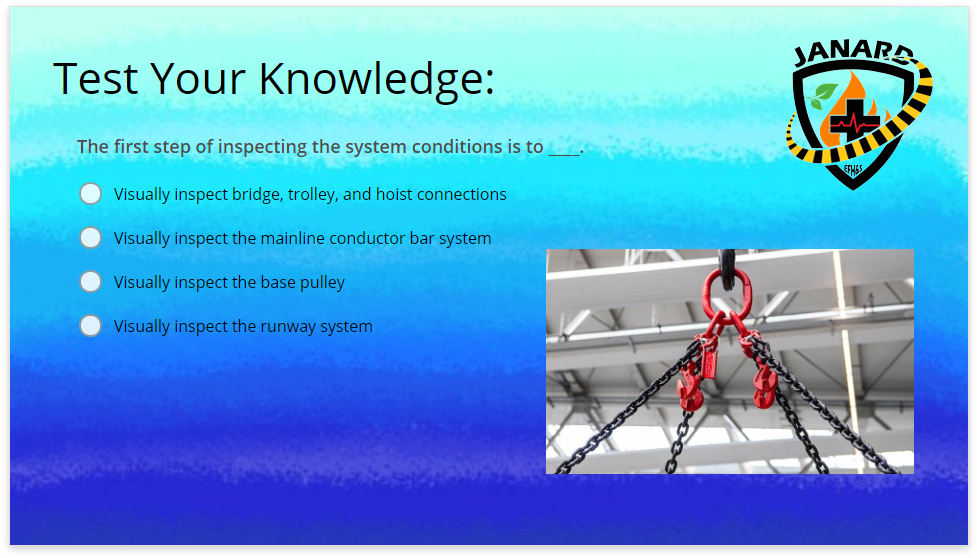 Test Your Knowledge:
JANARD
The first step of inspecting the system conditions is to ____.
Visually inspect bridge, trolley, and hoist connections
Visually inspect the mainline conductor bar system
Visually inspect the base pulley
Visually inspect the runway system